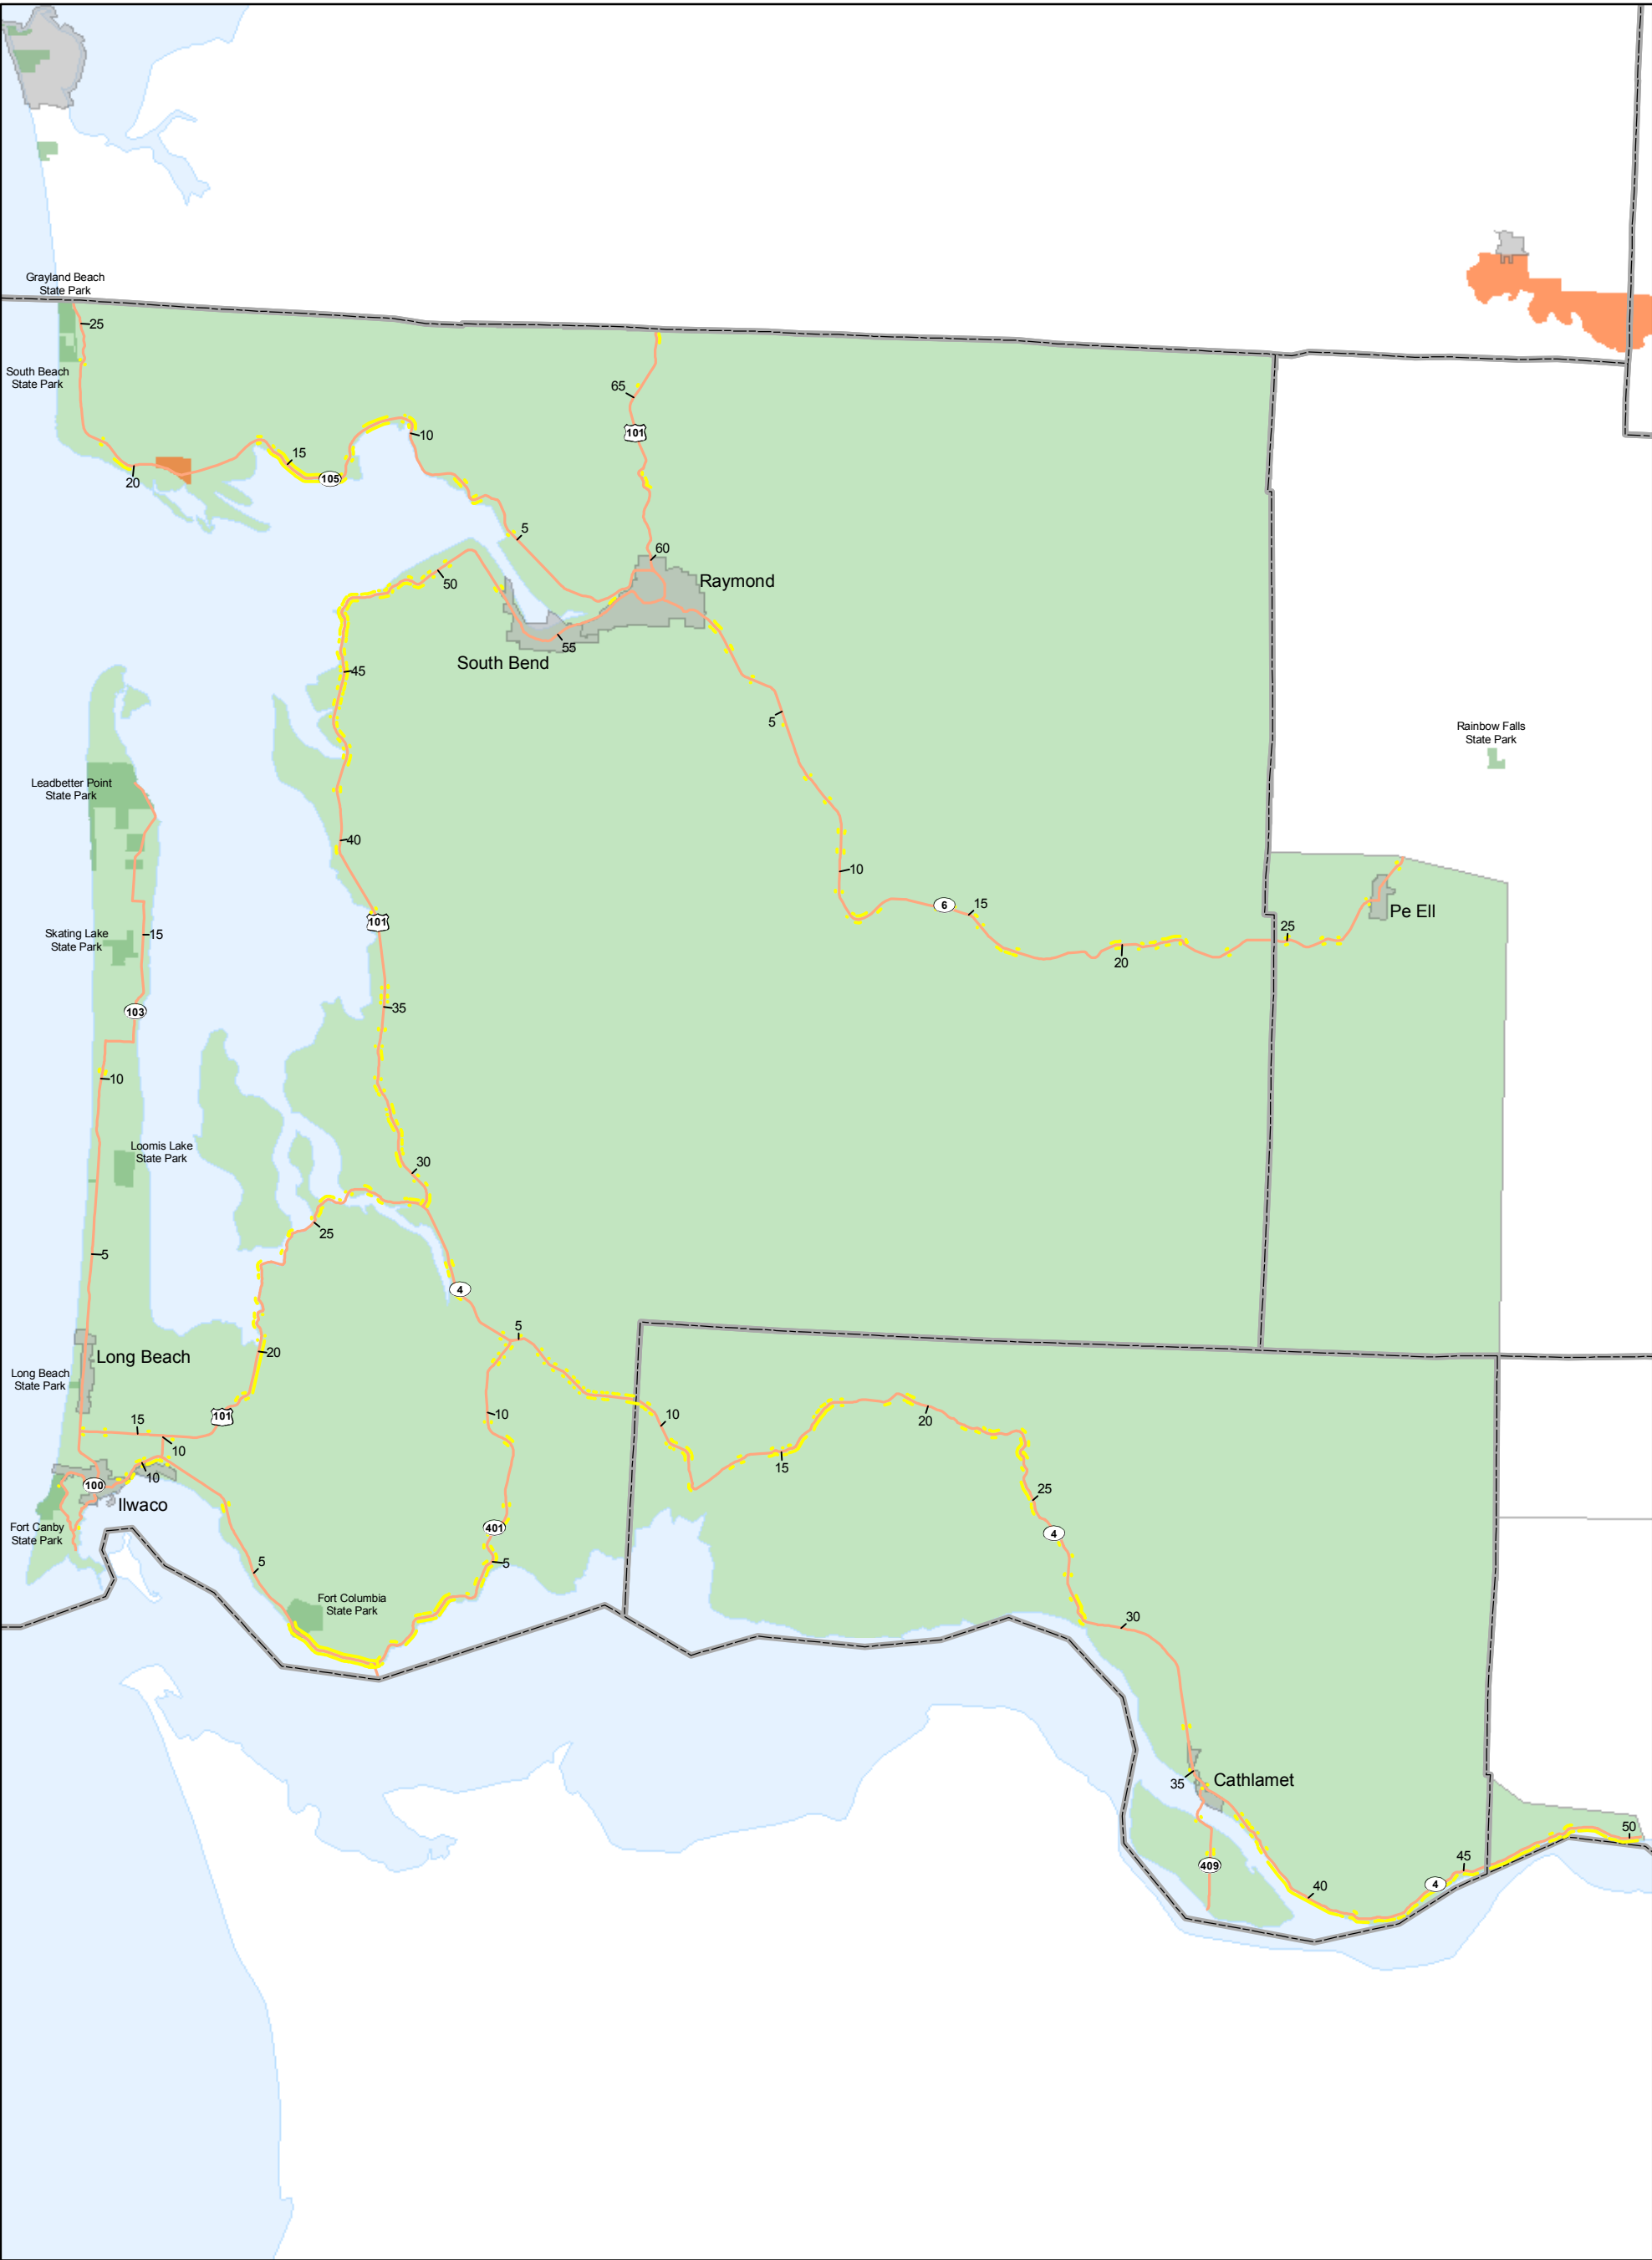 Grayland Beach
State Park
25
South Beach
State Park
65
101
10
15
105
20
5
60
50
Raymond
55
South Bend
45
5
Rainbow Falls
State Park
Leadbetter Point
State Park
40
10
6
15
Pe Ell
101
25
Skating Lake
State Park
15
20
35
103
10
Loomis Lake
State Park
30
25
5
4
5
20
Long Beach
Long Beach
State Park
101
10
10
20
15
10
15
10
100
25
Ilwaco
401
4
Fort Canby
State Park
5
5
Fort Columbia
State Park
30
35
Cathlamet
50
409
45
4
40